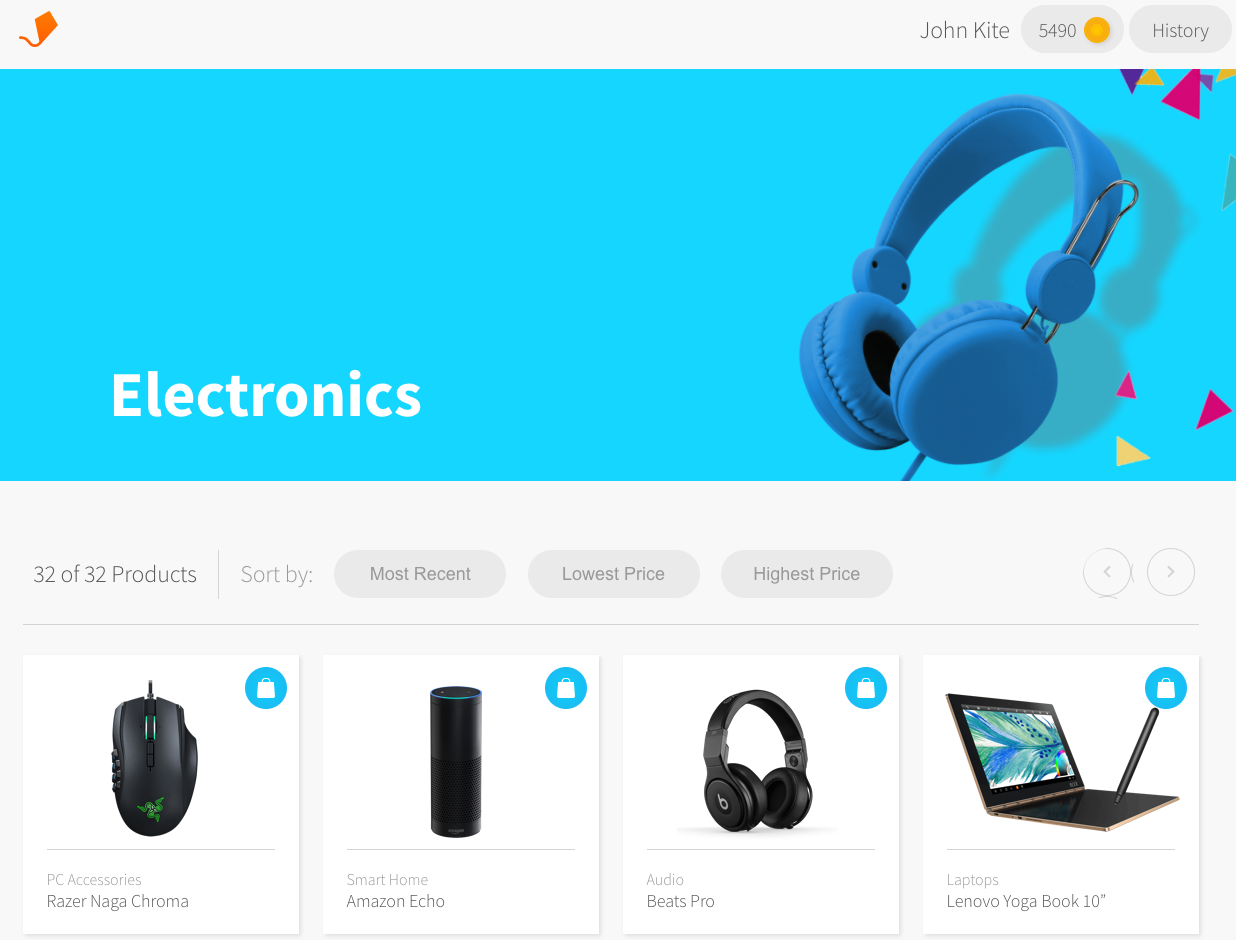 John Kite
5490
History
Electronics
32 of 32 Products
Sort by:
Most Recent
Lowest Price
Highest Price
PC Accessories
Razer Naga Chroma
Smart Home
Amazon Echo
Audio
Beats Pro
Laptops
Lenovo Yoga Book 10”